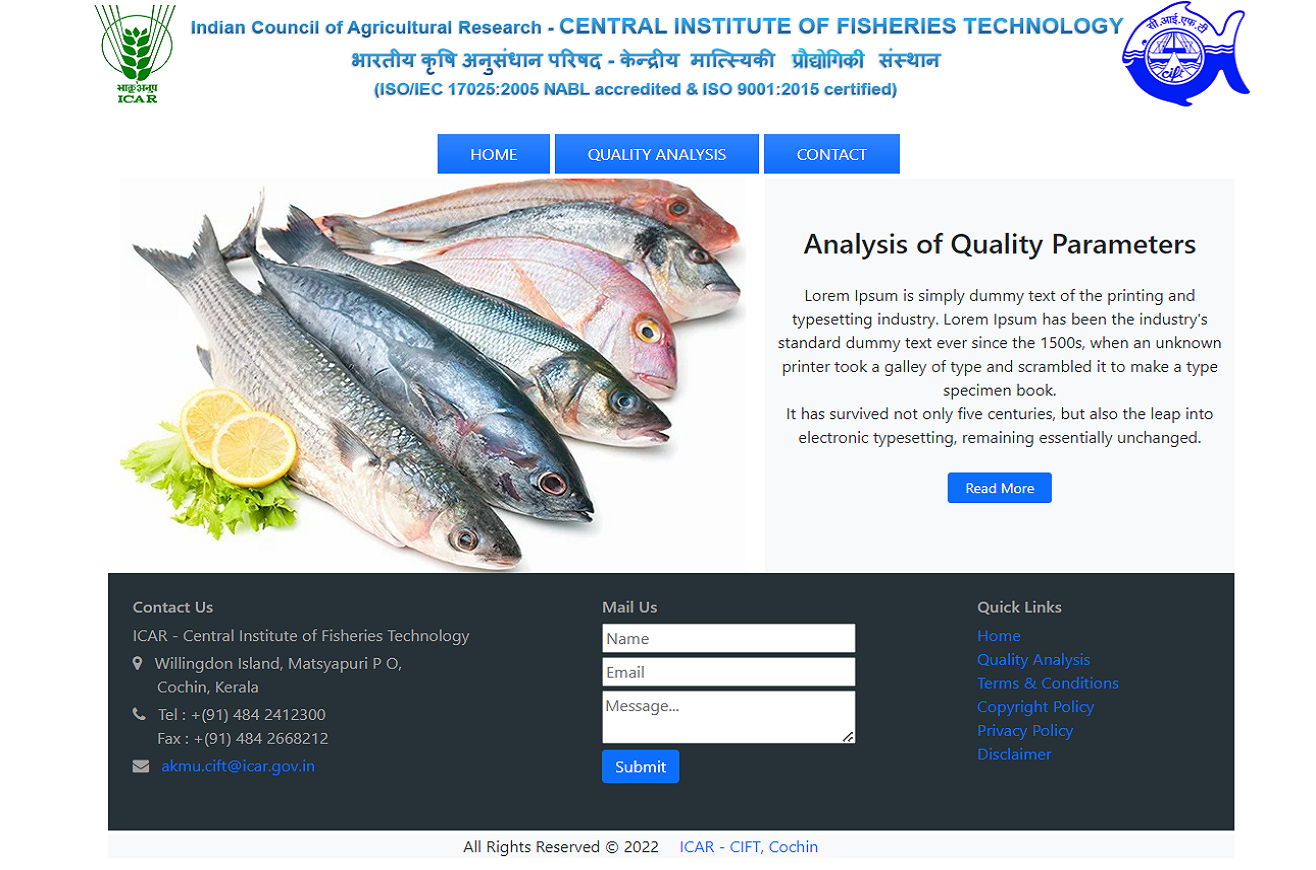 Indian Council of Agricultural Research - CENTRAL INSTITUTE OF FISHERIES TECHNOLOGY
भारतीय कृषि अनुसंधान परिषद - केन्द्रीय मात्स्यिकी प्रौद्योगिकी संस्थान
(ISO/IEC 17025:2005 NABL accredited & ISO 9001:2015 certified)
भाकृअनुप
ICAR
सी.आई.एफ.टी
cift
HOME
QUALITY ANALYSIS
CONTACT
Analysis of Quality Parameters
Lorem Ipsum is simply dummy text of the printing and
typesetting industry. Lorem Ipsum has been the industry's
standard dummy text ever since the 1500s, when an unknown
printer took a galley of type and scrambled it to make a type
specimen book.
It has survived not only five centuries, but also the leap into
electronic typesetting, remaining essentially unchanged.
Read More
Contact Us
ICAR - Central Institute of Fisheries Technology
Willingdon Island, Matsyapuri P O,
Cochin, Kerala
Tel : +(91) 484 2412300
Fax : +(91) 484 2668212
akmu.cift@icar.gov.in
Mail Us
Name
Email
Message...
Submit
Quick Links
Home
Quality Analysis
Terms & Conditions
Copyright Policy
Privacy Policy
Disclaimer
All Rights Reserved © 2022 ICAR - CIFT, Cochin